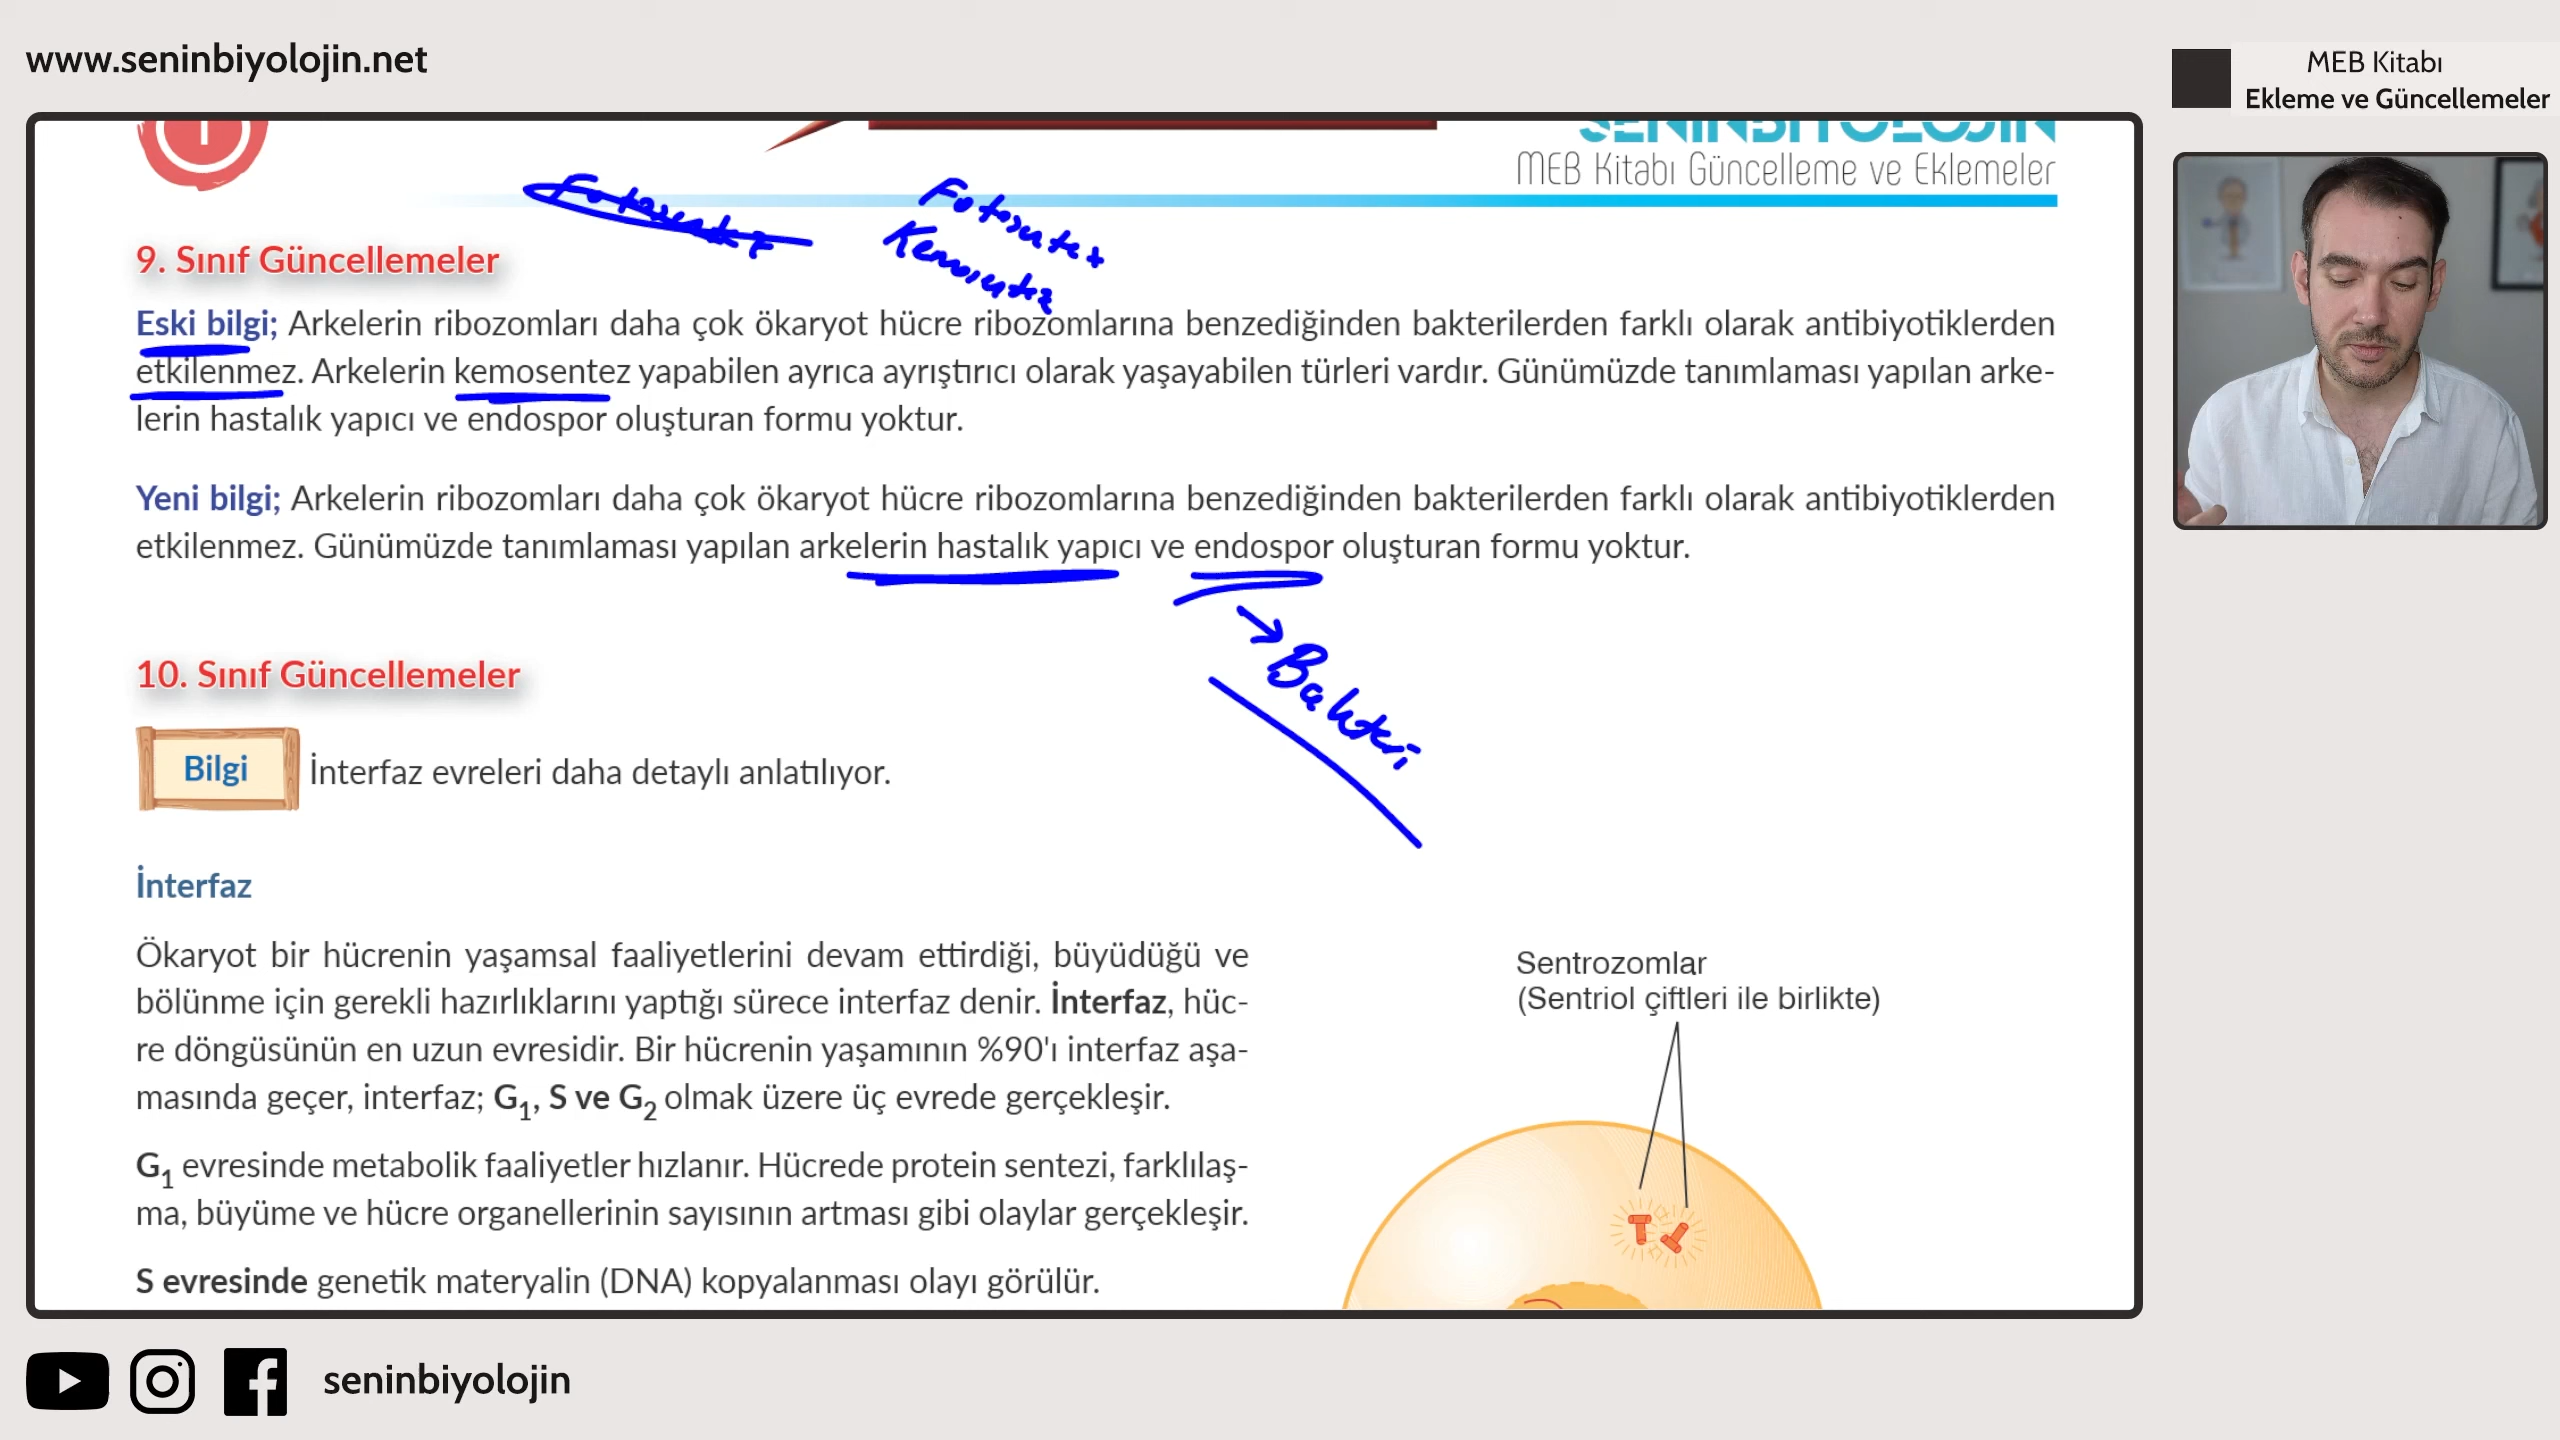 www.seninbiyolojin.net
MEB Kitabı
Ekleme ve Güncellemeler
1
SENİNBİYOLOJİN
MEB Kitabı Güncelleme ve Eklemeler
9. Sınıf Güncellemeler
Eski bilgi; Arkelerin ribozomları daha çok ökaryot hücre ribozomlarına benzediğinden bakterilerden farklı olarak antibiyotiklerden
etkilenmez. Arkelerin kemosentez yapabilen ayrıca ayrıştırıcı olarak yaşayabilen türleri vardır. Günümüzde tanımlaması yapılan arke-
lerin hastalık yapıcı ve endospor oluşturan formu yoktur.
Yeni bilgi; Arkelerin ribozomları daha çok ökaryot hücre ribozomlarına benzediğinden bakterilerden farklı olarak antibiyotiklerden
etkilenmez. Günümüzde tanımlaması yapılan arkelerin hastalık yapıcı ve endospor oluşturan formu yoktur.
→ Bakteri
10. Sınıf Güncellemeler
Bilgi
İnterfaz evreleri daha detaylı anlatılıyor.
İnterfaz
Ökaryot bir hücrenin yaşamsal faaliyetlerini devam ettirdiği, büyüdüğü ve
bölünme için gerekli hazırlıklarını yaptığı sürece interfaz denir. İnterfaz, hüc-
re döngüsünün en uzun evresidir. Bir hücrenin yaşamının %90'ı interfaz aşa-
masında geçer, interfaz; G1, S ve G2 olmak üzere üç evrede gerçekleşir.
G1 evresinde metabolik faaliyetler hızlanır. Hücrede protein sentezi, farklılaş-
ma, büyüme ve hücre organellerinin sayısının artması gibi olaylar gerçekleşir.
S evresinde genetik materyalin (DNA) kopyalanması olayı görülür.
Sentrozomlar
(Sentriol çiftleri ile birlikte)
seninbiyolojin